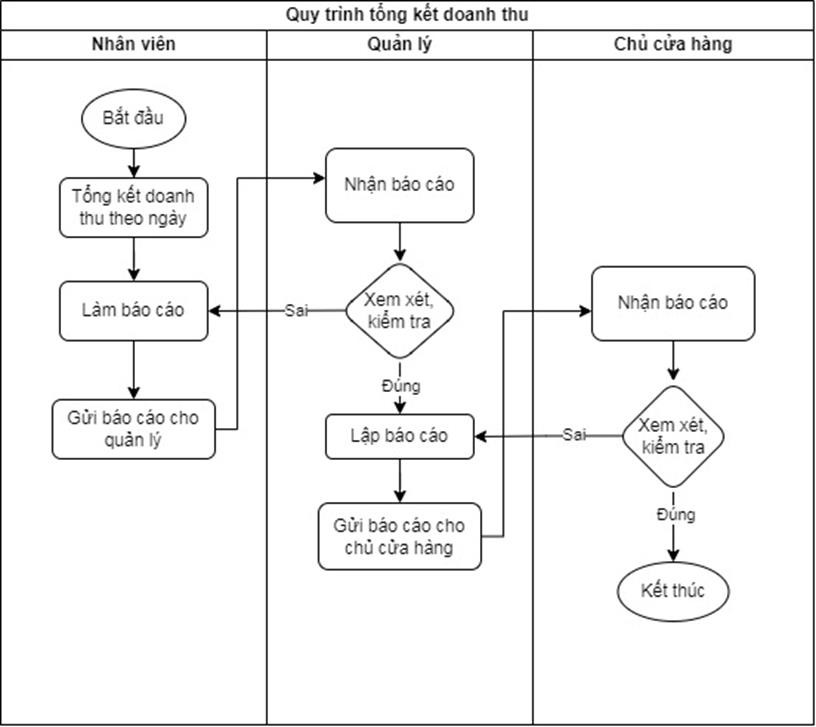 Quy trình tổng kết doanh thu
Nhân viên
Quản lý
Chủ cửa hàng
Bắt đầu
Tổng kết doanh
thu theo ngày
Làm báo cáo
Gửi báo cáo cho
quản lý
Nhận báo cáo
Xem xét,
kiểm tra
Sai
Đúng
Lập báo cáo
Gửi báo cáo cho
chủ cửa hàng
Nhận báo cáo
Xem xét,
kiểm tra
Sai
Đúng
Kết thúc